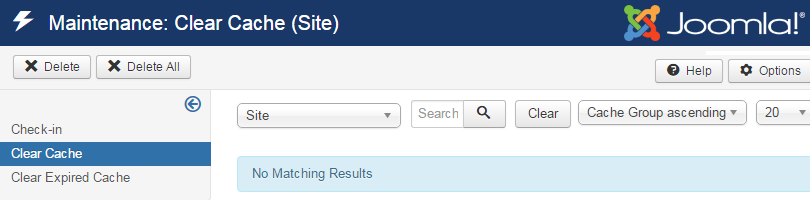 Maintenance: Clear Cache (Site)
Joomla!®
Delete
Delete All
Help
Options
Check-in
Clear Cache
Clear Expired Cache
Site
Search
Clear
Cache Group ascending
20
No Matching Results